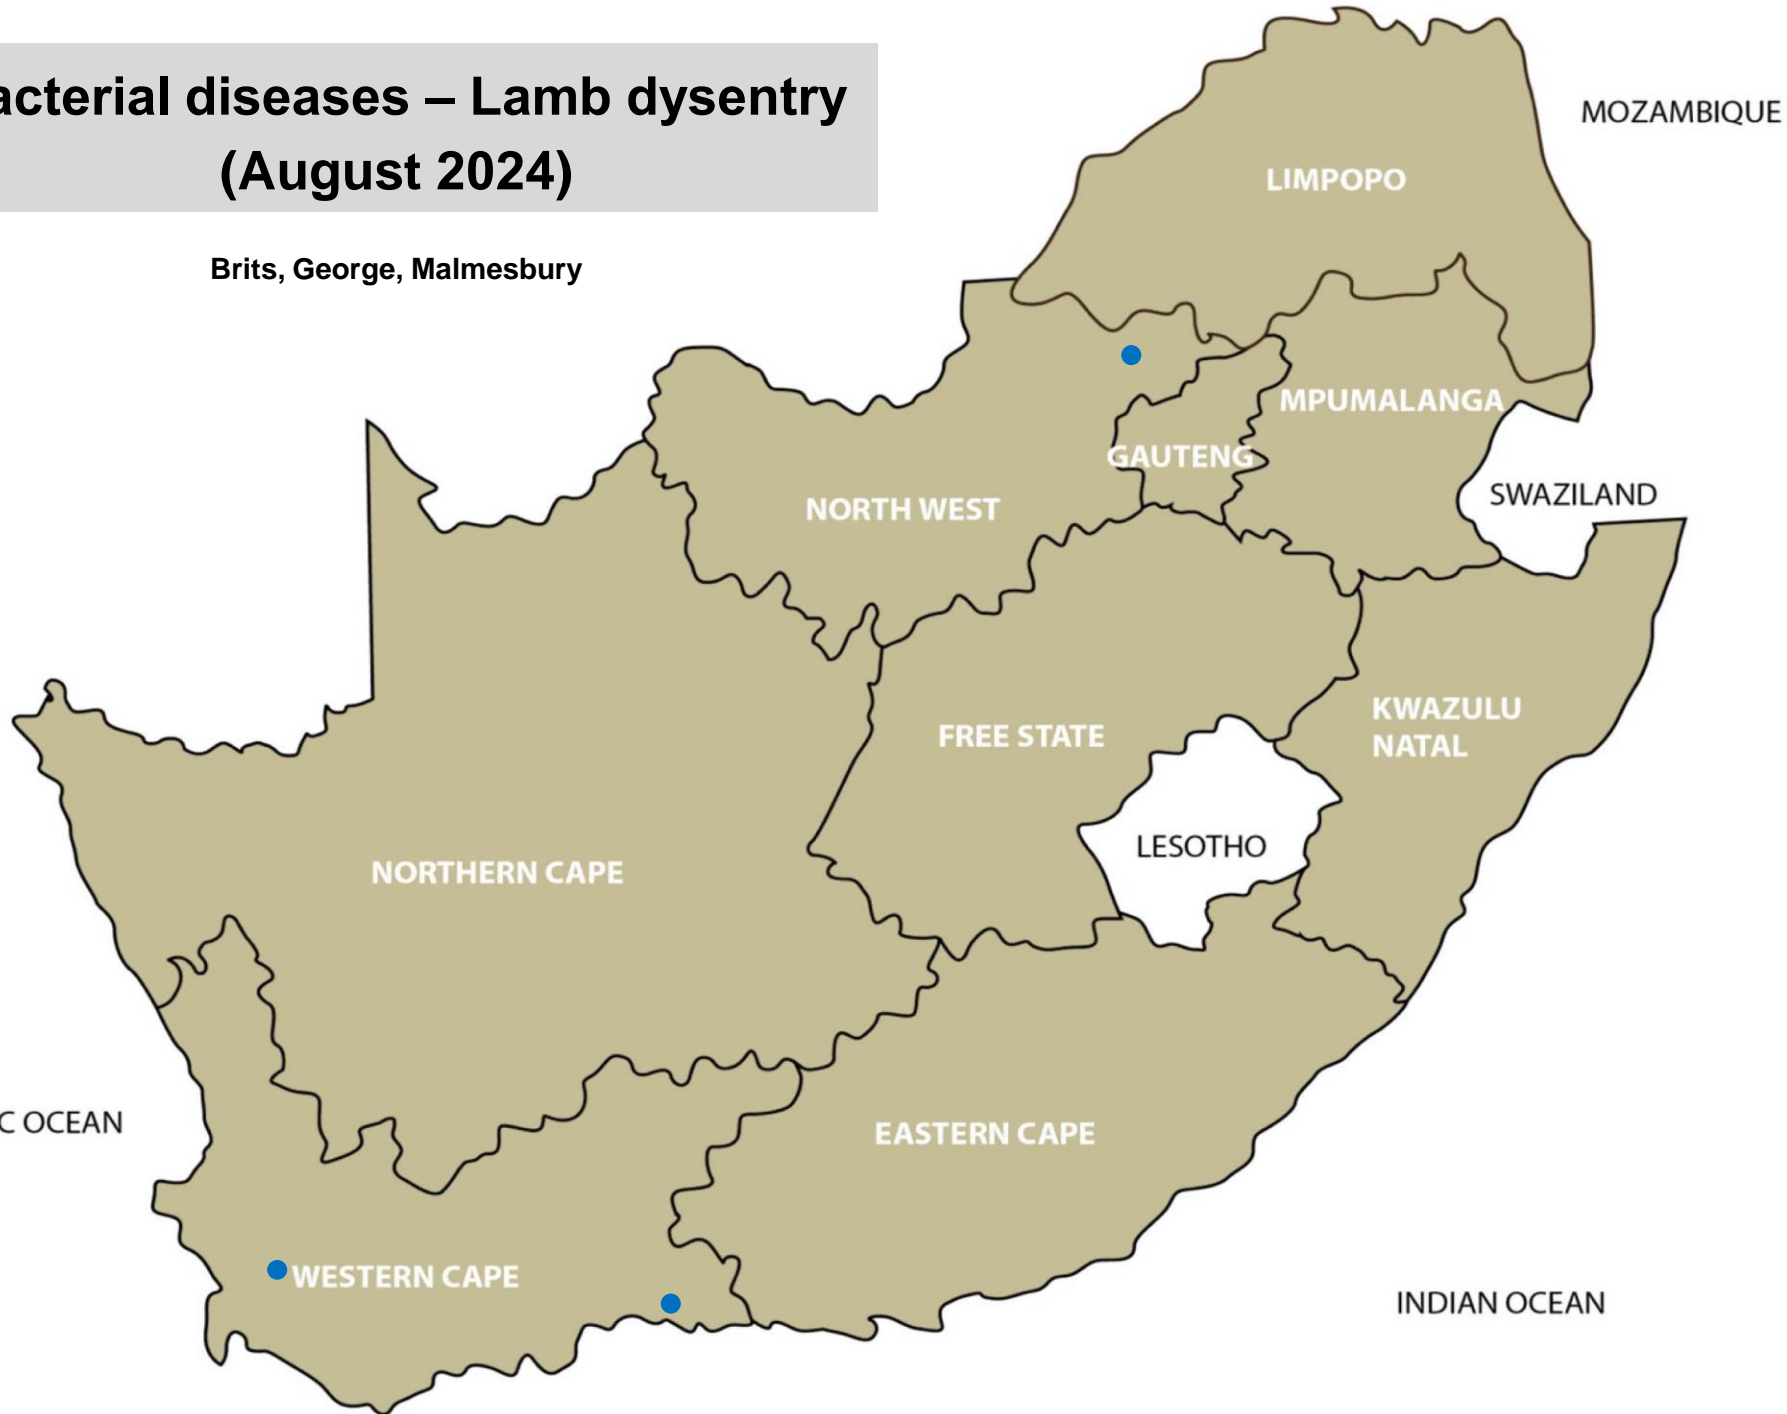 acterial diseases – Lamb dysentry
(August 2024)
Brits, George, Malmesbury
MOZAMBIQUE
LIMPOPO
MPUMALANGA
GAUTENG
SWAZILAND
NORTH WEST
KWAZULU
NATAL
FREE STATE
LESOTHO
NORTHERN CAPE
C OCEAN
EASTERN CAPE
WESTERN CAPE
INDIAN OCEAN